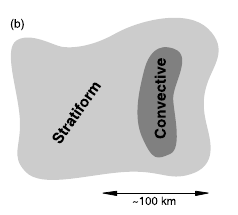 (b)
Stratiform
Convective
~100 km